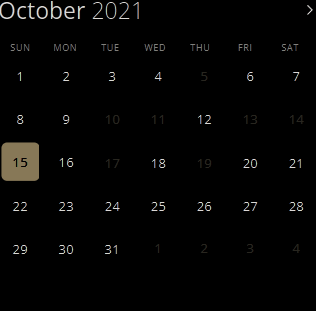 October 2021
SUN MON TUE WED THU FRI SAT
1 2 3 4 5 6 7
8 9 10 11 12 13 14
15 16 17 18 19 20 21
22 23 24 25 26 27 28
29 30 31 1 2 3 4